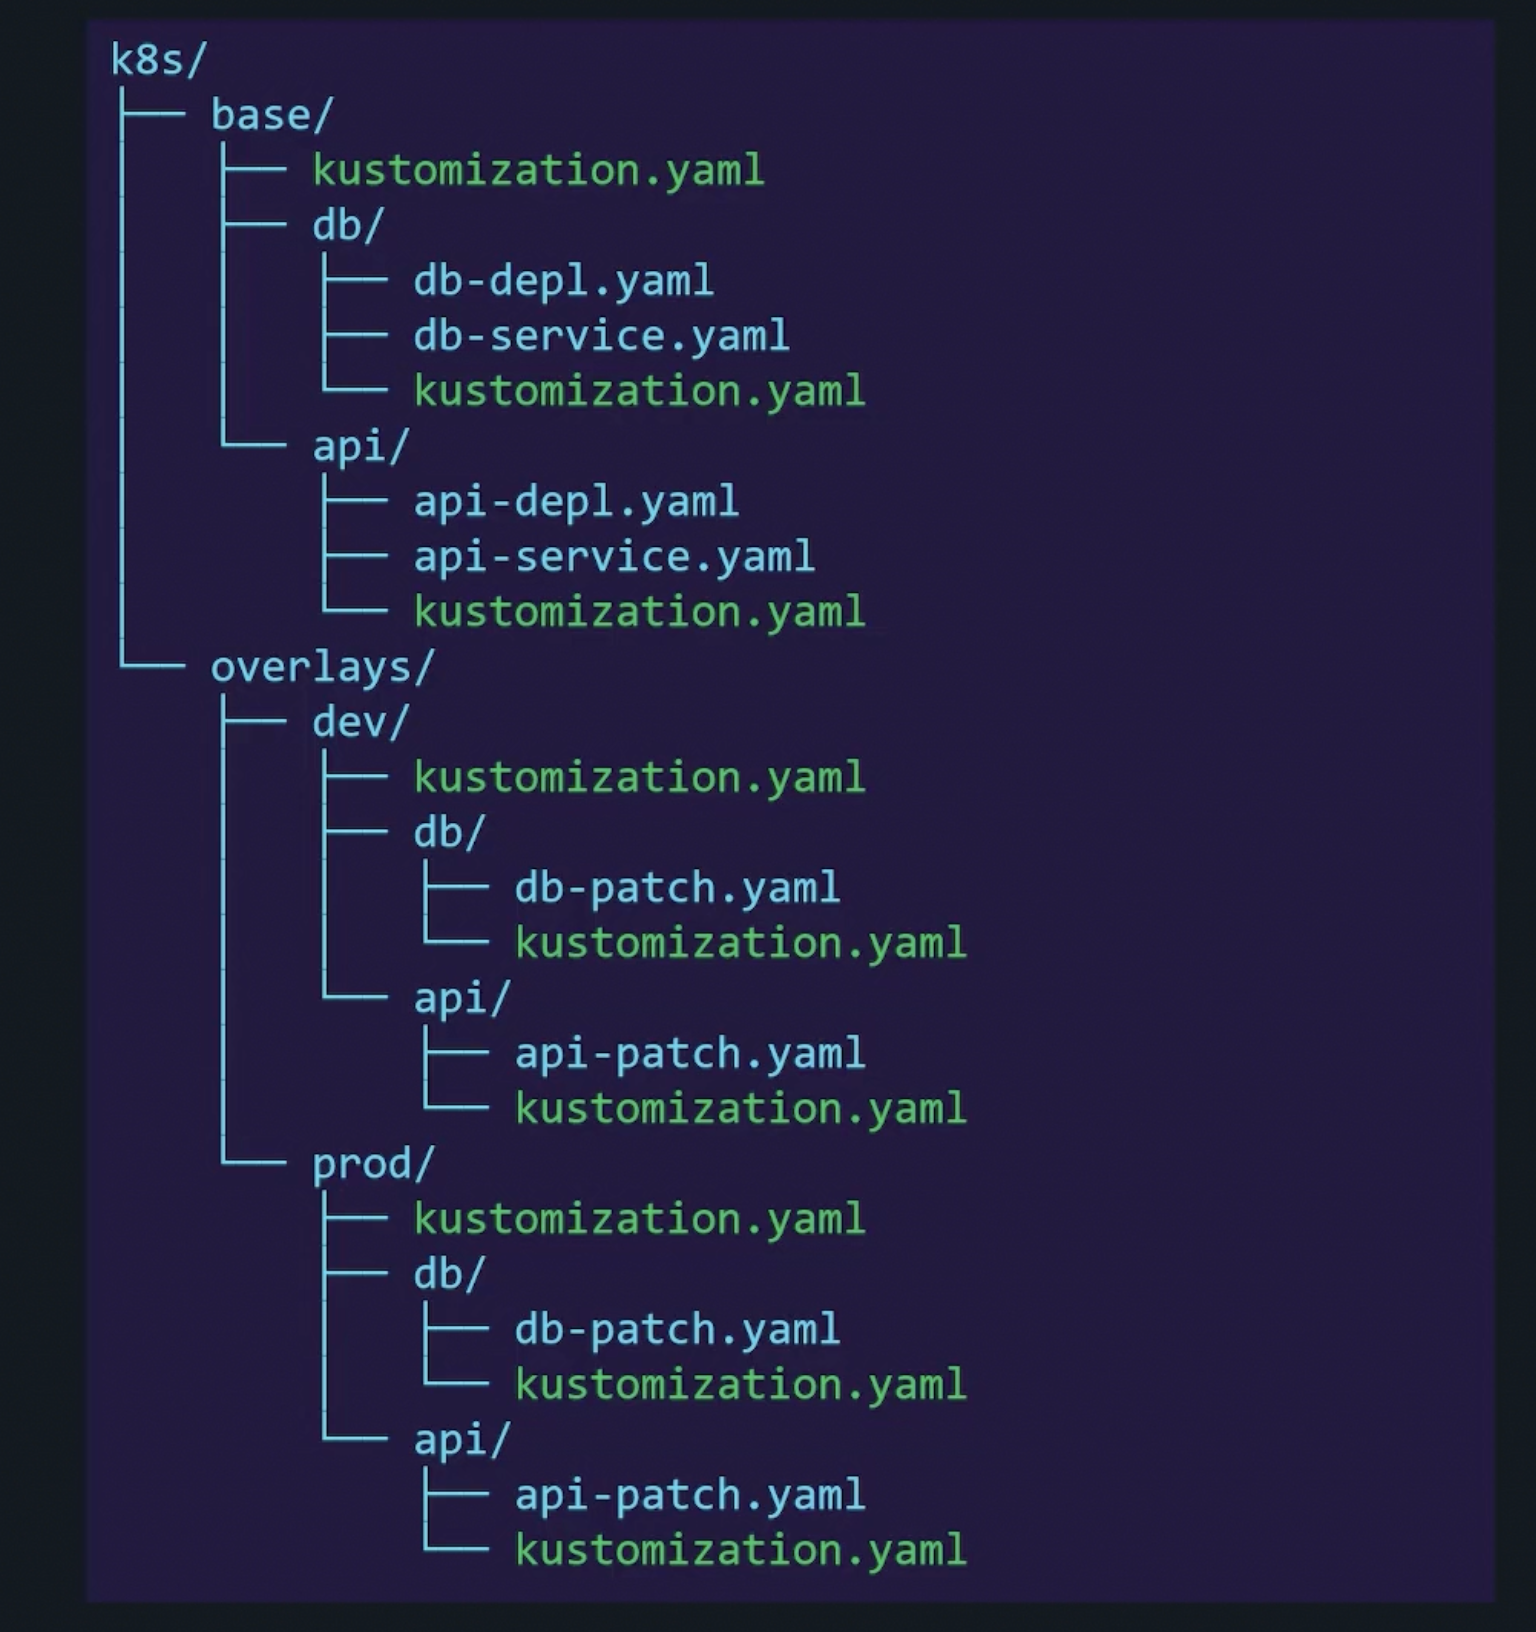 k8s/
├── base/
│   ├── kustomization.yaml
│   ├── db/
│   │   ├── db-depl.yaml
│   │   ├── db-service.yaml
│   │   └── kustomization.yaml
│   └── api/
│       ├── api-depl.yaml
│       ├── api-service.yaml
│       └── kustomization.yaml
└── overlays/
    ├── dev/
    │   ├── kustomization.yaml
    │   ├── db/
    │   │   ├── db-patch.yaml
    │   │   └── kustomization.yaml
    │   └── api/
    │       ├── api-patch.yaml
    │       └── kustomization.yaml
    └── prod/
        ├── kustomization.yaml
        ├── db/
        │   ├── db-patch.yaml
        │   └── kustomization.yaml
        └── api/
            ├── api-patch.yaml
            └── kustomization.yaml